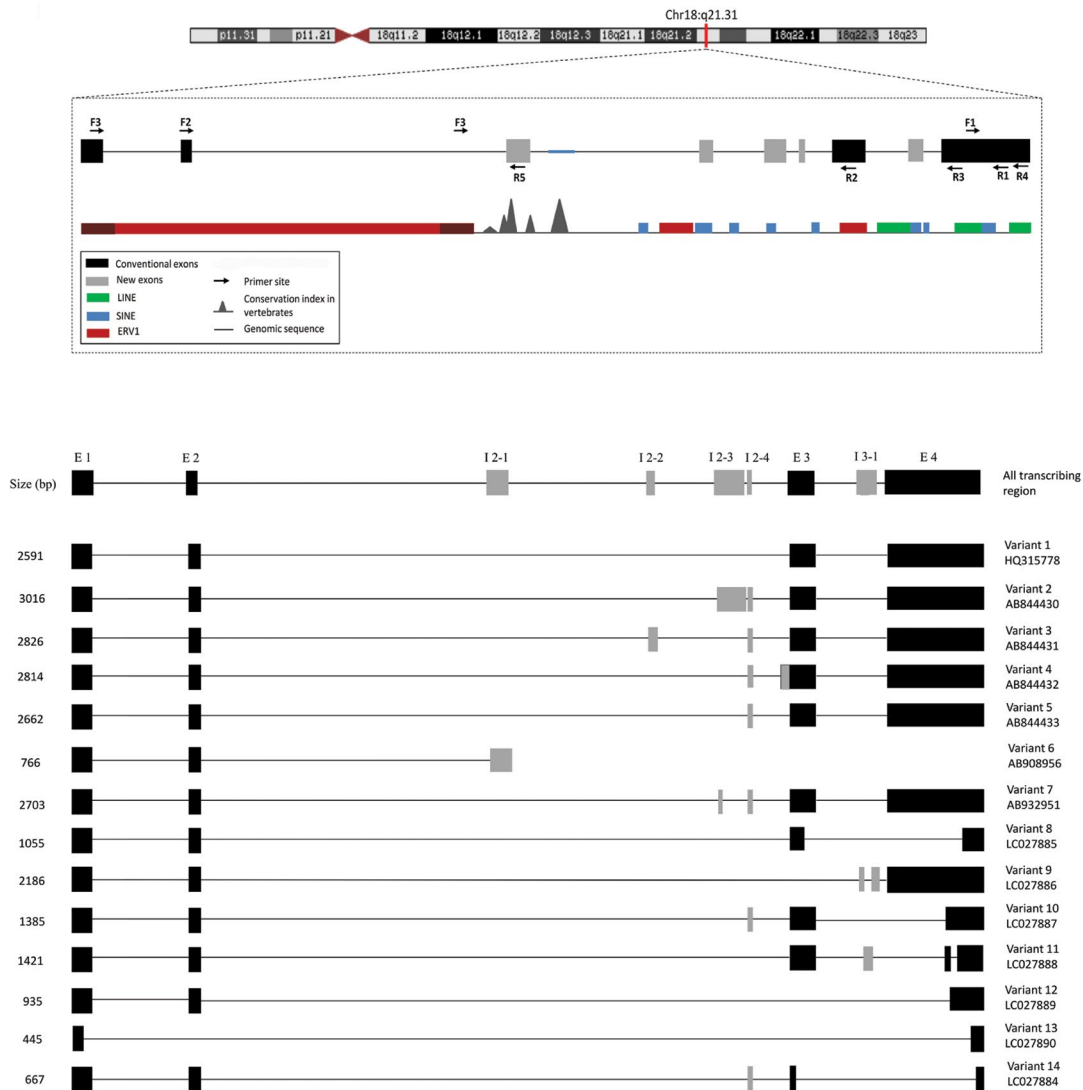 Chr18:q21.31
p11.31 p11.21 18q11.2 18q12.1 18q12.2 18q12.3 18q21.1 18q21.2 18q22.1 18q22.3 18q23
F3 F2 F3 F1
R5 R2 R3 R1 R4
Conventional exons
New exons
LINE
SINE
ERV1
Primer site
Conservation index in
vertebrates
Genomic sequence
E 1 E 2 I 2-1 I 2-2 I 2-3 I 2-4 E 3 I 3-1 E 4
Size (bp)
All transcribing
region
2591
Variant 1
HQ315778
3016
Variant 2
AB844430
2826
Variant 3
AB844431
2814
Variant 4
AB844432
2662
Variant 5
AB844433
766
Variant 6
AB908956
2703
Variant 7
AB932951
1055
Variant 8
LC027885
2186
Variant 9
LC027886
1385
Variant 10
LC027887
1421
Variant 11
LC027888
935
Variant 12
LC027889
445
Variant 13
LC027890
667
Variant 14
LC027884